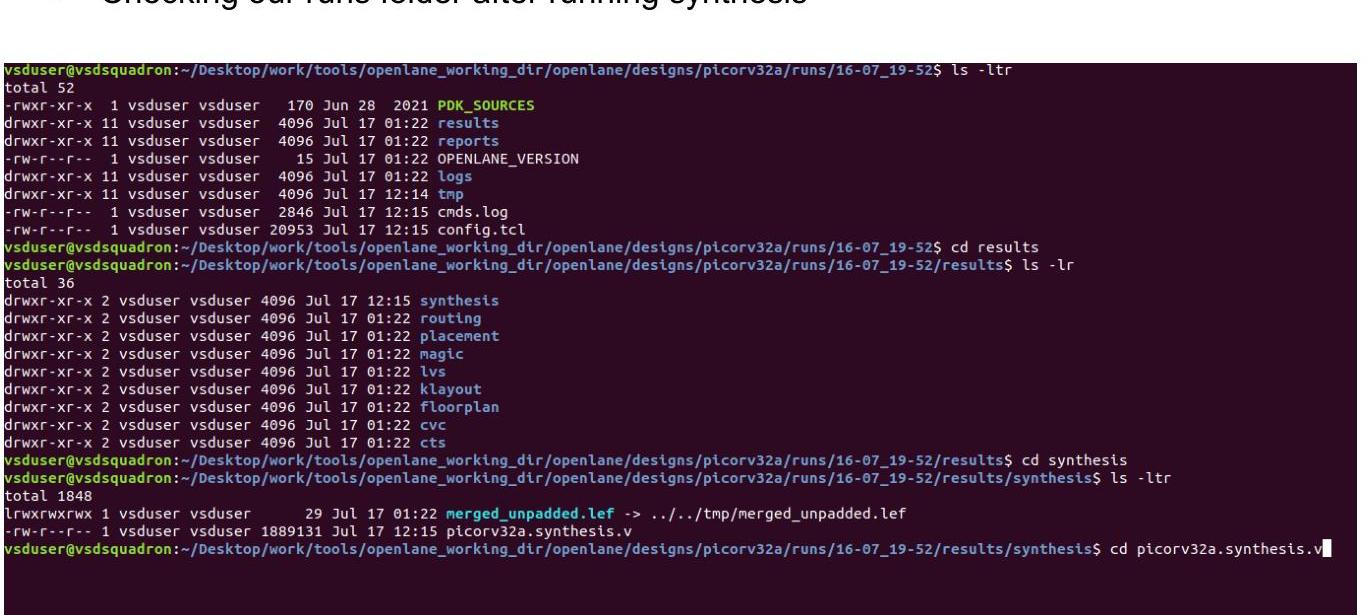 Checking our runs folder after running synthesis
vsduser@vsdsquadron:~/Desktop/work/tools/openlane_working_dir/openlane/designs/picorv32a/runs/16-07_19-52$ ls -ltr
total 52
-rwxr-xr-x  1 vsduser vsduser   170 Jun 28  2021 PDK_SOURCES
drwxr-xr-x 11 vsduser vsduser  4096 Jul 17 01:22 results
drwxr-xr-x 11 vsduser vsduser  4096 Jul 17 01:22 reports
-rw-r--r--  1 vsduser vsduser    15 Jul 17 01:22 OPENLANE_VERSION
drwxr-xr-x 11 vsduser vsduser  4096 Jul 17 01:22 logs
drwxr-xr-x 11 vsduser vsduser  4096 Jul 17 12:14 tmp
-rw-r--r--  1 vsduser vsduser  2846 Jul 17 12:15 cmds.log
-rw-r--r--  1 vsduser vsduser 20953 Jul 17 12:15 config.tcl
vsduser@vsdsquadron:~/Desktop/work/tools/openlane_working_dir/openlane/designs/picorv32a/runs/16-07_19-52$ cd results
vsduser@vsdsquadron:~/Desktop/work/tools/openlane_working_dir/openlane/designs/picorv32a/runs/16-07_19-52/results$ ls -lr
total 36
drwxr-xr-x 2 vsduser vsduser 4096 Jul 17 12:15 synthesis
drwxr-xr-x 2 vsduser vsduser 4096 Jul 17 01:22 routing
drwxr-xr-x 2 vsduser vsduser 4096 Jul 17 01:22 placement
drwxr-xr-x 2 vsduser vsduser 4096 Jul 17 01:22 magic
drwxr-xr-x 2 vsduser vsduser 4096 Jul 17 01:22 lvs
drwxr-xr-x 2 vsduser vsduser 4096 Jul 17 01:22 klayout
drwxr-xr-x 2 vsduser vsduser 4096 Jul 17 01:22 floorplan
drwxr-xr-x 2 vsduser vsduser 4096 Jul 17 01:22 cvc
drwxr-xr-x 2 vsduser vsduser 4096 Jul 17 01:22 cts
vsduser@vsdsquadron:~/Desktop/work/tools/openlane_working_dir/openlane/designs/picorv32a/runs/16-07_19-52/results$ cd synthesis
vsduser@vsdsquadron:~/Desktop/work/tools/openlane_working_dir/openlane/designs/picorv32a/runs/16-07_19-52/results/synthesis$ ls -ltr
total 1848
lrwxrwxrwx 1 vsduser vsduser      29 Jul 17 01:22 merged_unpadded.lef -> ../../tmp/merged_unpadded.lef
-rw-r--r-- 1 vsduser vsduser 1889131 Jul 17 12:15 picorv32a.synthesis.v
vsduser@vsdsquadron:~/Desktop/work/tools/openlane_working_dir/openlane/designs/picorv32a/runs/16-07_19-52/results/synthesis$ cd picorv32a.synthesis.v